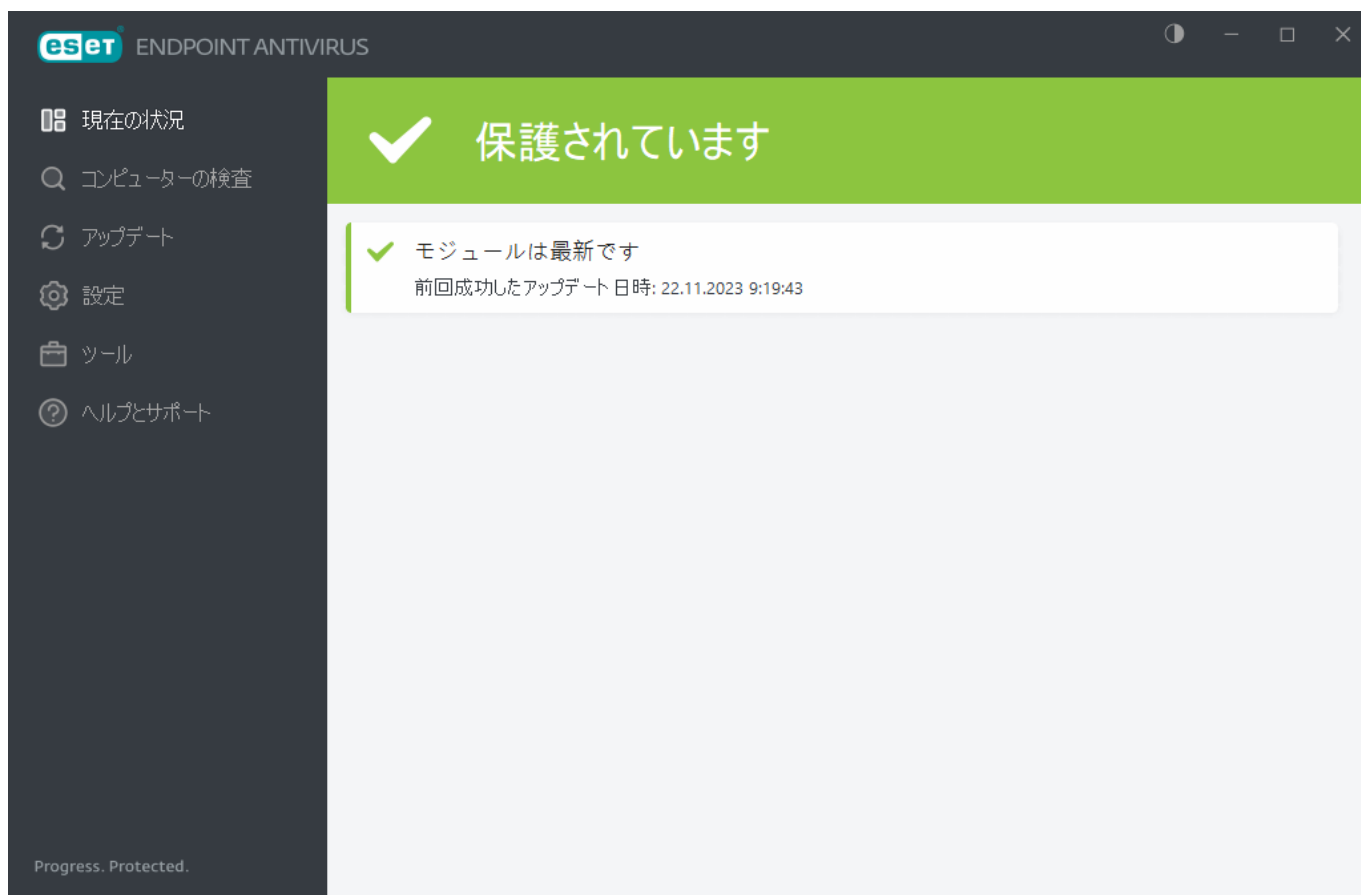 eset ENDPOINT ANTIVIRUS
現在の状況
コンピューターの検査
アップデート
設定
ツール
ヘルプとサポート
Progress. Protected.
保護されています
モジュールは最新です
前回成功したアップデート日時: 22.11.2023 9:19:43